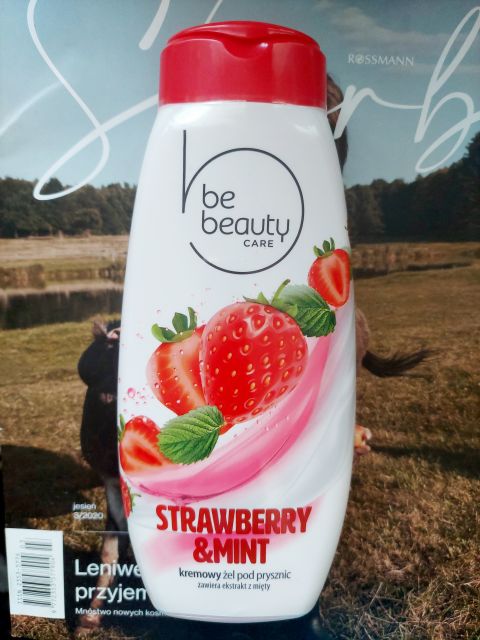 ROSSMANN
be
beauty
CARE
STRAWBERRY
&MINT
kremowy żel pod prysznic
zawiera ekstrakt z mięty
jesień
3/2020
Leniwe
przyjem
Mnóstwo nowych kosm